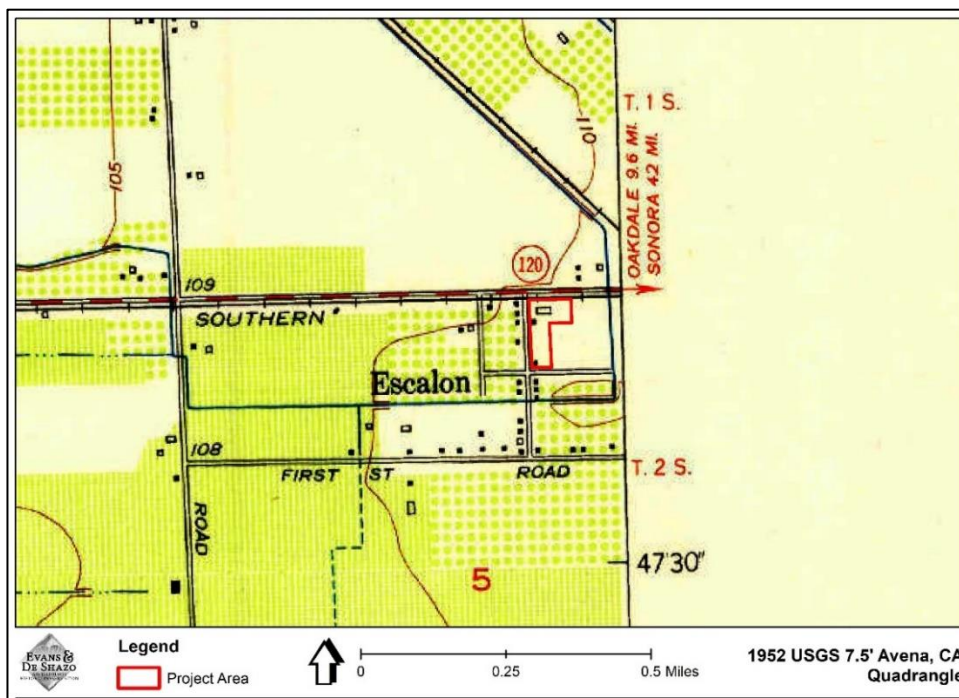 T. 1 S.
110
105
OAKDALE 9.6 MI.
SONORA 42 MI.
120
109
SOUTHERN
Escalon
108
FIRST ST ROAD
T. 2 S.
ROAD
5
47'30"
EVANS &
DE SHAZO
Legend
Project Area
0 0.25 0.5 Miles
1952 USGS 7.5' Avena, CA
Quadrangle